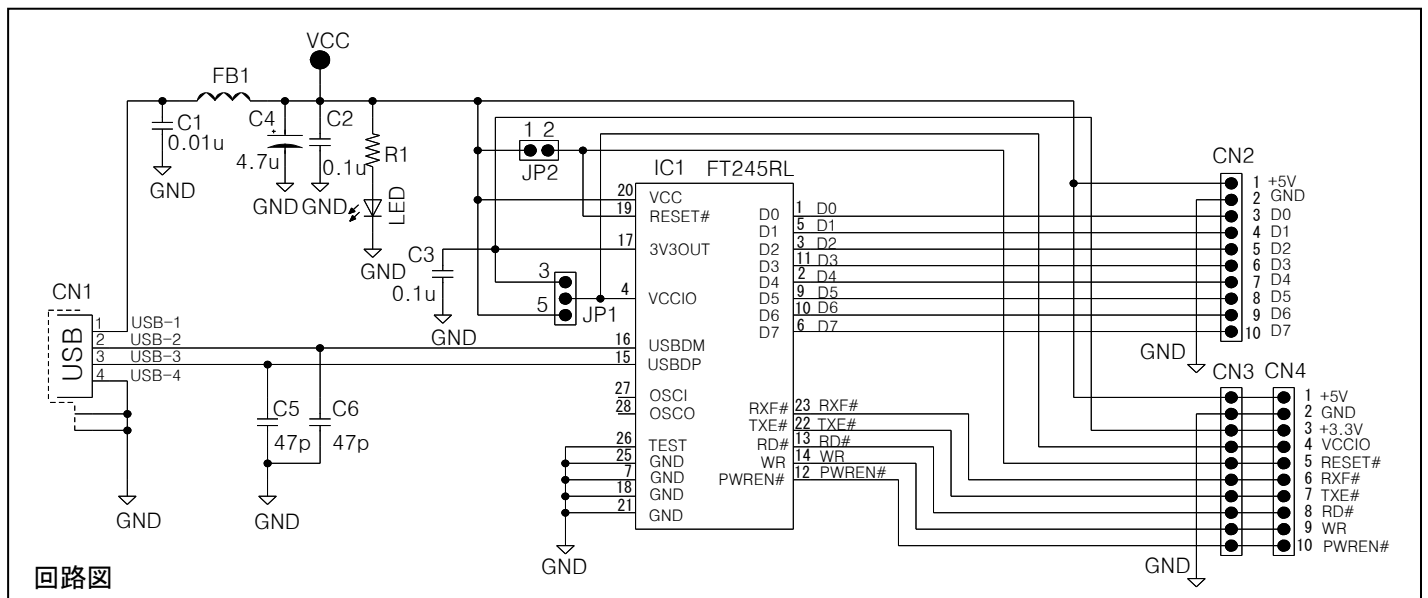 VCC
FB1
C1
0.01u
GND
C4
4.7u
GND
C2
0.1u
GND
R1
LED
GND
1 2
JP2
C3
0.1u
GND
3
5
JP1
CN1
USB
1 USB-1
2 USB-2
3 USB-3
4 USB-4
GND
C5
47p
C6
47p
GND
IC1 FT245RL
20 VCC
19 RESET#
17 3V3OUT
4 VCCIO
16 USBDM
15 USBDP
27 OSCI
28 OSCO
26 TEST
25 GND
7 GND
18 GND
21 GND
GND
D0 1 D0
D1 5 D1
D2 3 D2
D3 11 D3
D4 2 D4
D5 9 D5
D6 10 D6
D7 6 D7
RXF# 23 RXF#
TXE# 22 TXE#
RD# 13 RD#
WR 14 WR
PWREN# 12 PWREN#
CN2
1 +5V
2 GND
3 D0
4 D1
5 D2
6 D3
7 D4
8 D5
9 D6
10 D7
GND
CN3 CN4
1 +5V
2 GND
3 +3.3V
4 VCCIO
5 RESET#
6 RXF#
7 TXE#
8 RD#
9 WR
10 PWREN#
GND
回路図